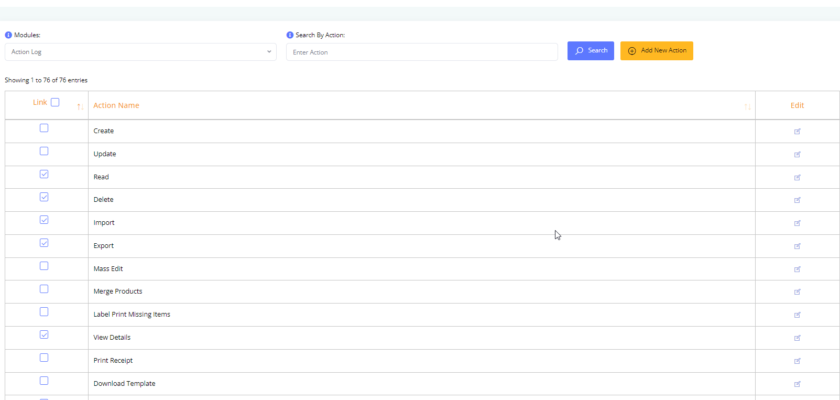 Modules:
Search By Action:
Action Log
Enter Action
Search
Add New Action
Showing 1 to 76 of 76 entries
Link
Action Name
Edit
Create
Update
Read
Delete
Import
Export
Mass Edit
Merge Products
Label Print Missing Items
View Details
Print Receipt
Download Template